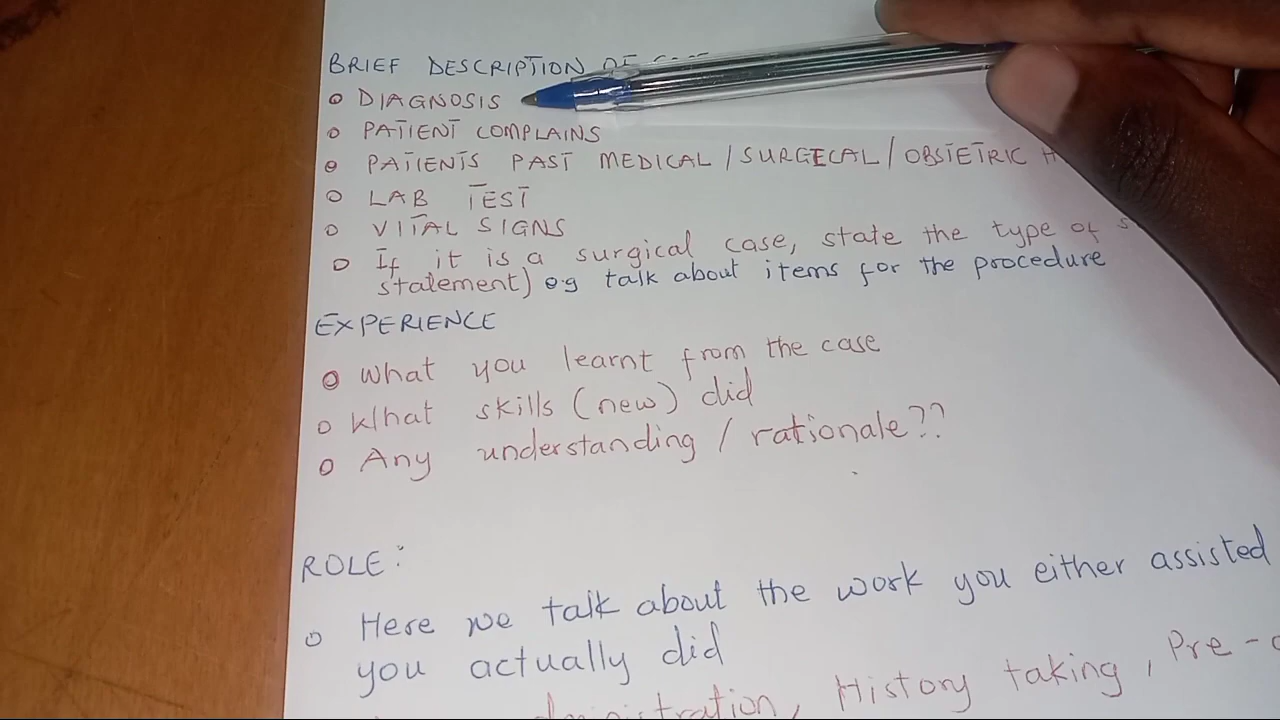 BRIEF DESCRIPTION OF
DIAGNOSIS
PATIENT COMPLAINS
PATIENTS PAST MEDICAL / SURGECAL / OBSTETRIC
LAB TEST
VITAL SIGNS
If it is a surgical case, state the type of
statement) eg talk about items for the procedure
EXPERIENCE
What you learnt from the case
What skills (new) did
Any understanding / rationale??
ROLE:
Here we talk about the work you either assisted
you actually did
History taking, Pre-